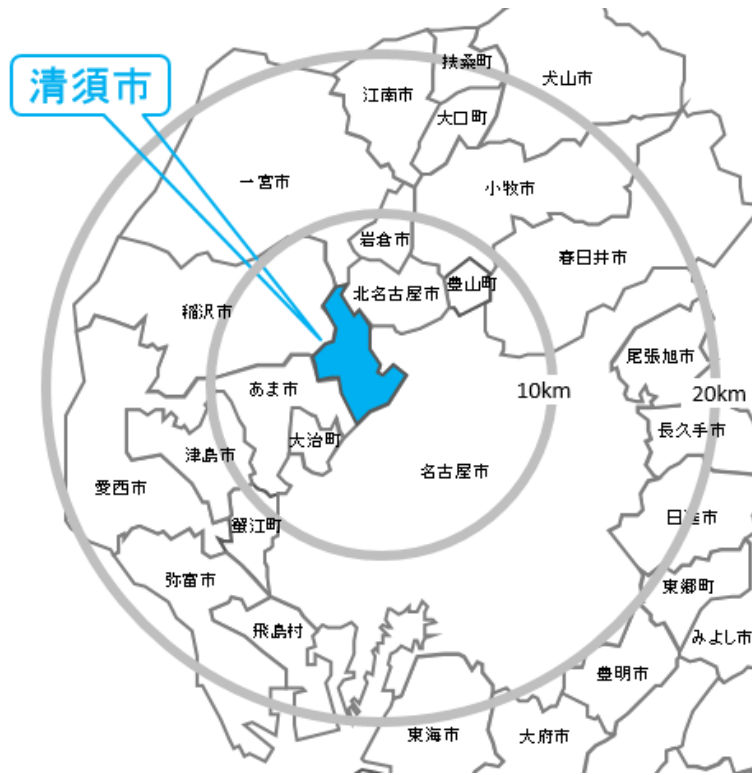 扶桑町
犬山市
清須市
江南市
大口町
一宮市
小牧市
岩倉市
春日井市
豊山町
北名古屋市
稲沢市
尾張旭市
あま市
10km
20km
長久手市
大治町
津島市
名古屋市
愛西市
日進市
蟹江町
弥富市
東郷町
飛島村
みよし市
豊明市
東海市
大府市